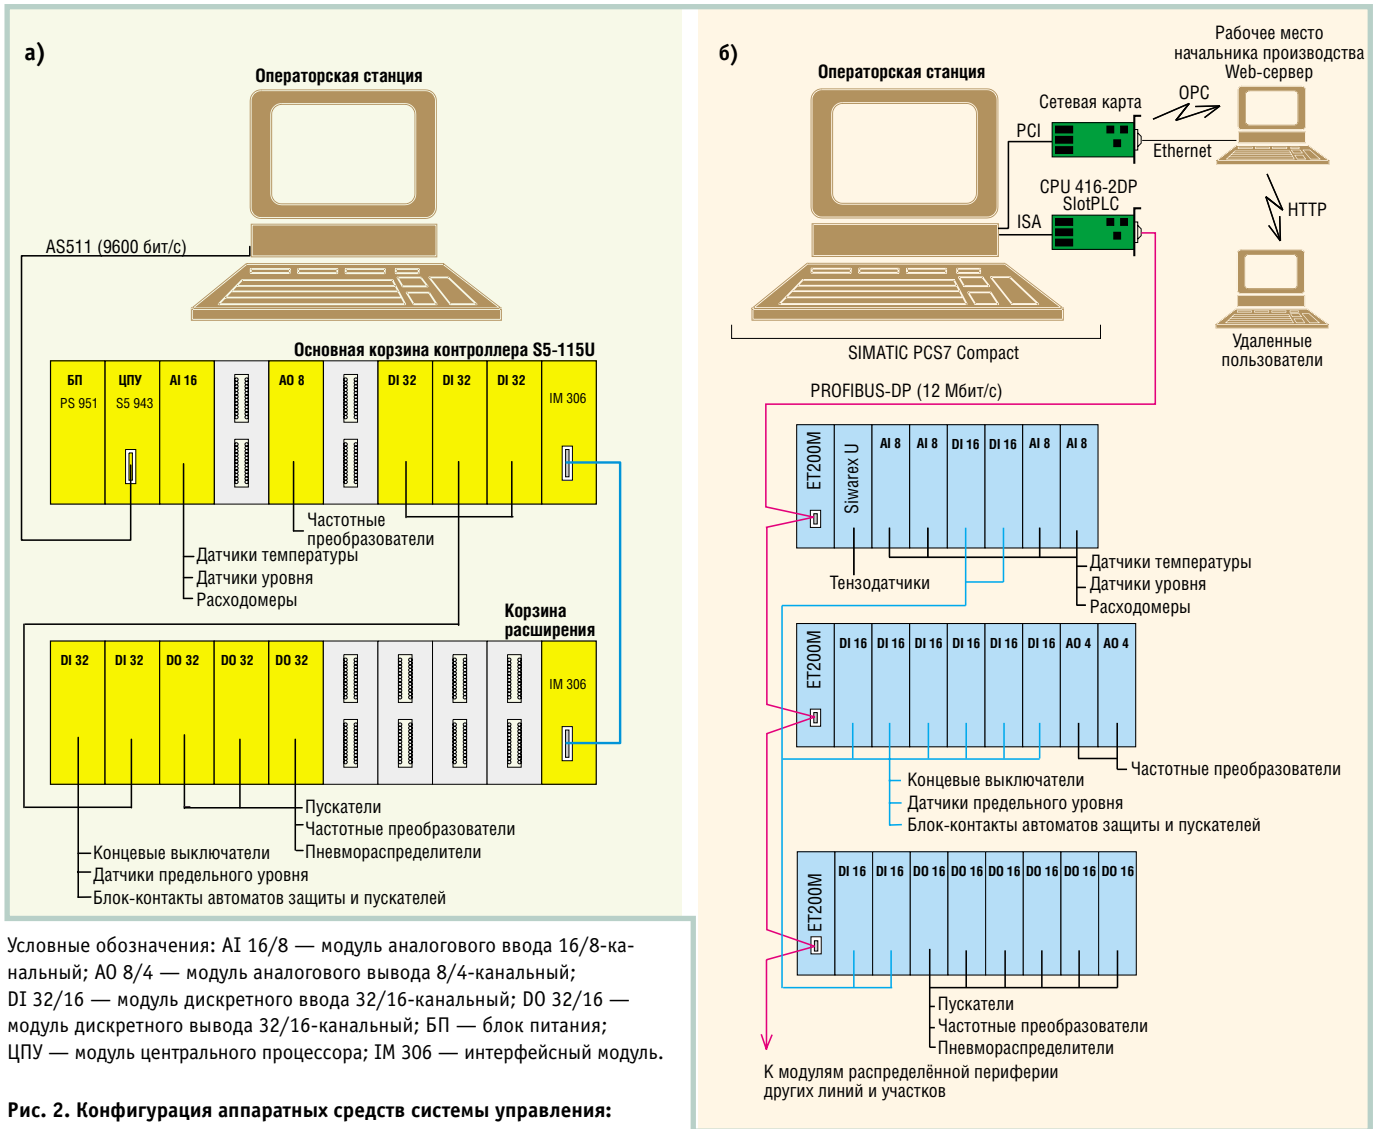 а)
Операторская станция
AS511 (9600 бит/с)
Основная корзина контроллера S5-115U
БП
PS 951
ЦПУ
S5 943
AI 16
AO 8
DI 32
DI 32
DI 32
IM 306
Частотные
преобразователи
Датчики температуры
Датчики уровня
Расходомеры
Корзина
расширения
DI 32
DI 32
DO 32
DO 32
DO 32
IM 306
Пускатели
Частотные преобразователи
Пневмораспределители
Концевые выключатели
Датчики предельного уровня
Блок-контакты автоматов защиты и пускателей
б)
Операторская станция
Рабочее место
начальника производства
Web-сервер
OPC
Сетевая карта
PCI
Ethernet
CPU 416-2DP
SlotPLC
ISA
HTTP
Удаленные
пользователи
SIMATIC PCS7 Compact
PROFIBUS-DP (12 Мбит/с)
ET200M
Siwarex U
AI 8
AI 8
DI 16
DI 16
AI 8
AI 8
Тензодатчики
Датчики температуры
Датчики уровня
Расходомеры
ET200M
DI 16
DI 16
DI 16
DI 16
DI 16
DI 16
AO 4
AO 4
Частотные преобразователи
Концевые выключатели
Датчики предельного уровня
Блок-контакты автоматов защиты и пускателей
ET200M
DI 16
DI 16
DO 16
DO 16
DO 16
DO 16
DO 16
DO 16
Пускатели
Частотные преобразователи
Пневмораспределители
К модулям распределённой периферии
других линий и участков
Условные обозначения: AI 16/8 — модуль аналогового ввода 16/8-ка-
нальный; AO 8/4 — модуль аналогового вывода 8/4-канальный;
DI 32/16 — модуль дискретного ввода 32/16-канальный; DO 32/16 —
модуль дискретного вывода 32/16-канальный; БП — блок питания;
ЦПУ — модуль центрального процессора; IM 306 — интерфейсный модуль.
Рис. 2. Конфигурация аппаратных средств системы управления: